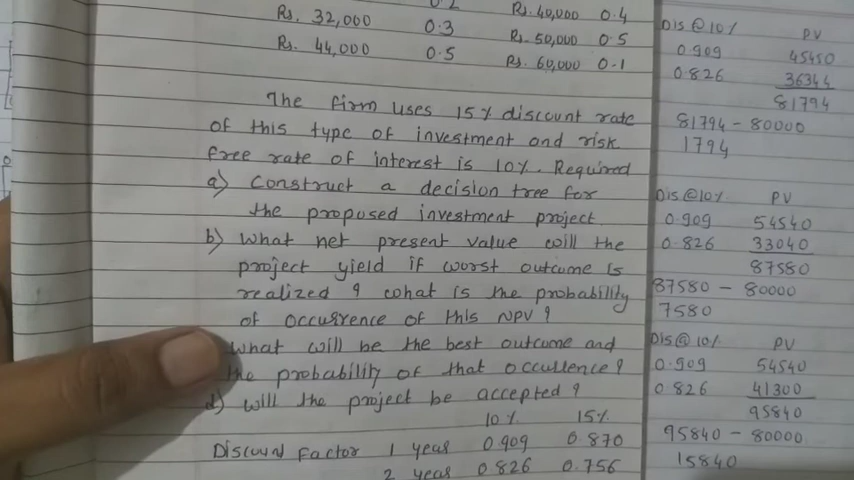 0.2 Rs. 40,000 0.4
Rs. 32,000 0.3 Rs. 50,000 0.5
Rs. 44,000 0.5 Rs. 60,000 0.1
The firm uses 15% discount rate
of this type of investment and risk
free rate of interest is 10%. Required
a) Construct a decision tree for
the proposed investment project.
b) What net present value will the
project yield if worst outcome is
realized ? what is the probability
of occurrence of this NPV ?
What will be the best outcome and
the probability of that occurrence ?
d) Will the project be accepted ?
10% 15%
Discound Factor 1 year 0.909 0.870
2 year 0.826 0.756
Dis @ 10% PV
0.909 45450
0.826 36344
81794
81794 - 80000
1794
Dis @ 10% PV
0.909 54540
0.826 33040
87580
87580 - 80000
7580
Dis @ 10% PV
0.909 54540
0.826 41300
95840
95840 - 80000
15840